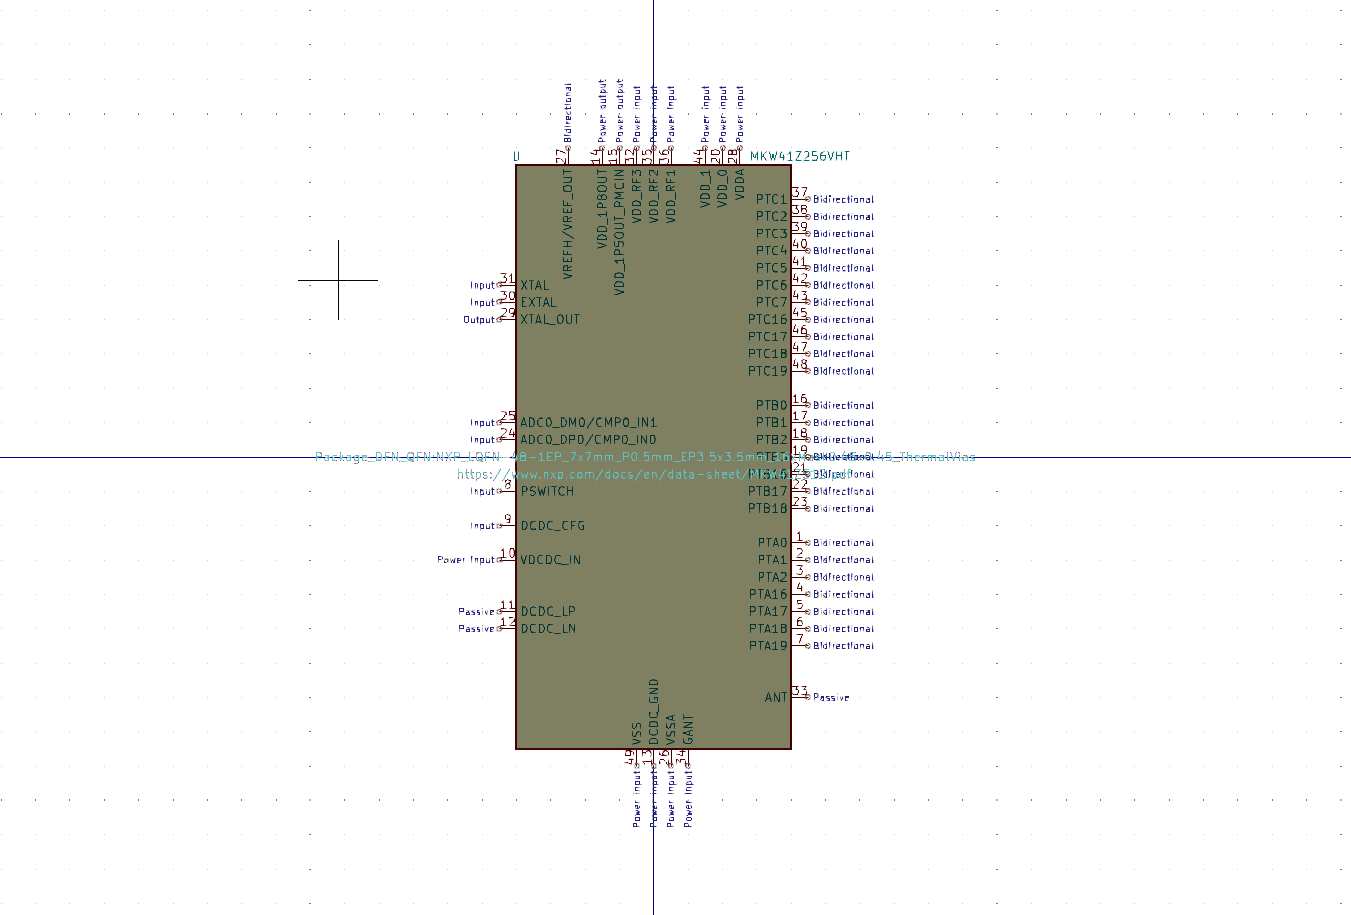 Bidirectional
Power output
Power output
Power input
Power input
Power input
Power input
Power input
Power input
27
14
15
32
35
36
44
20
28
U
MKW41Z256VHT
VREFH/VREF_OUT
VDD_1P8OUT
VDD_1P5OUT_PMCIN
VDD_RF3
VDD_RF2
VDD_RF1
VDD_1
VDD_0
VDDA
PTC1 37 Bidirectional
PTC2 38 Bidirectional
PTC3 39 Bidirectional
PTC4 40 Bidirectional
PTC5 41 Bidirectional
Input 31 XTAL
PTC6 42 Bidirectional
Input 30 EXTAL
PTC7 43 Bidirectional
Output 29 XTAL_OUT
PTC16 45 Bidirectional
PTC17 46 Bidirectional
PTC18 47 Bidirectional
PTC19 48 Bidirectional
PTB0 16 Bidirectional
Input 25 ADC0_DM0/CMP0_IN1
PTB1 17 Bidirectional
Input 24 ADC0_DP0/CMP0_IN0
PTB2 18 Bidirectional
19
Package_DFN_QFN:NXP_LQFN-48-1EP_7x7mm_P0.5mm_EP3.5x3.5mm
ThermalVias
21 Bidirectional
https://www.nxp.com/docs/en/data-sheet/
Input 8 PSWITCH
PTB17 22 Bidirectional
PTB18 23 Bidirectional
Input 9 DCDC_CFG
PTA0 1 Bidirectional
Power input 10 VDCDC_IN
PTA1 2 Bidirectional
PTA2 3 Bidirectional
PTA16 4 Bidirectional
Passive 11 DCDC_LP
PTA17 5 Bidirectional
Passive 12 DCDC_LN
PTA18 6 Bidirectional
PTA19 7 Bidirectional
ANT 33 Passive
VSS
DCDC_GND
VSSA
GANT
49
13
26
34
Power input
Power input
Power input
Power input